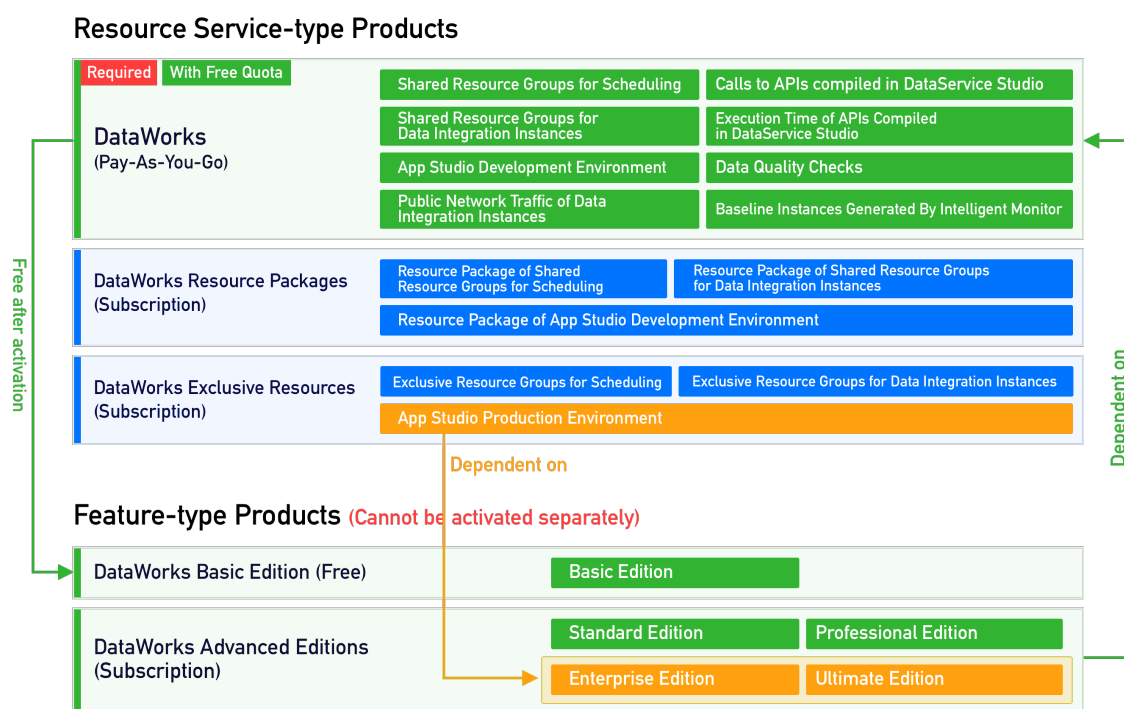 Resource Service-type Products
Required
With Free Quota
DataWorks
(Pay-As-You-Go)
Shared Resource Groups for Scheduling
Calls to APIs compiled in DataService Studio
Shared Resource Groups for
Data Integration Instances
Execution Time of APIs Compiled
in DataService Studio
App Studio Development Environment
Data Quality Checks
Public Network Traffic of Data
Integration Instances
Baseline Instances Generated By Intelligent Monitor
Free after activation
DataWorks Resource Packages
(Subscription)
Resource Package of Shared
Resource Groups for Scheduling
Resource Package of Shared Resource Groups
for Data Integration Instances
Resource Package of App Studio Development Environment
DataWorks Exclusive Resources
(Subscription)
Exclusive Resource Groups for Scheduling
Exclusive Resource Groups for Data Integration Instances
App Studio Production Environment
Dependent on
Dependent on
Feature-type Products (Cannot be activated separately)
DataWorks Basic Edition (Free)
Basic Edition
DataWorks Advanced Editions
(Subscription)
Standard Edition
Professional Edition
Enterprise Edition
Ultimate Edition